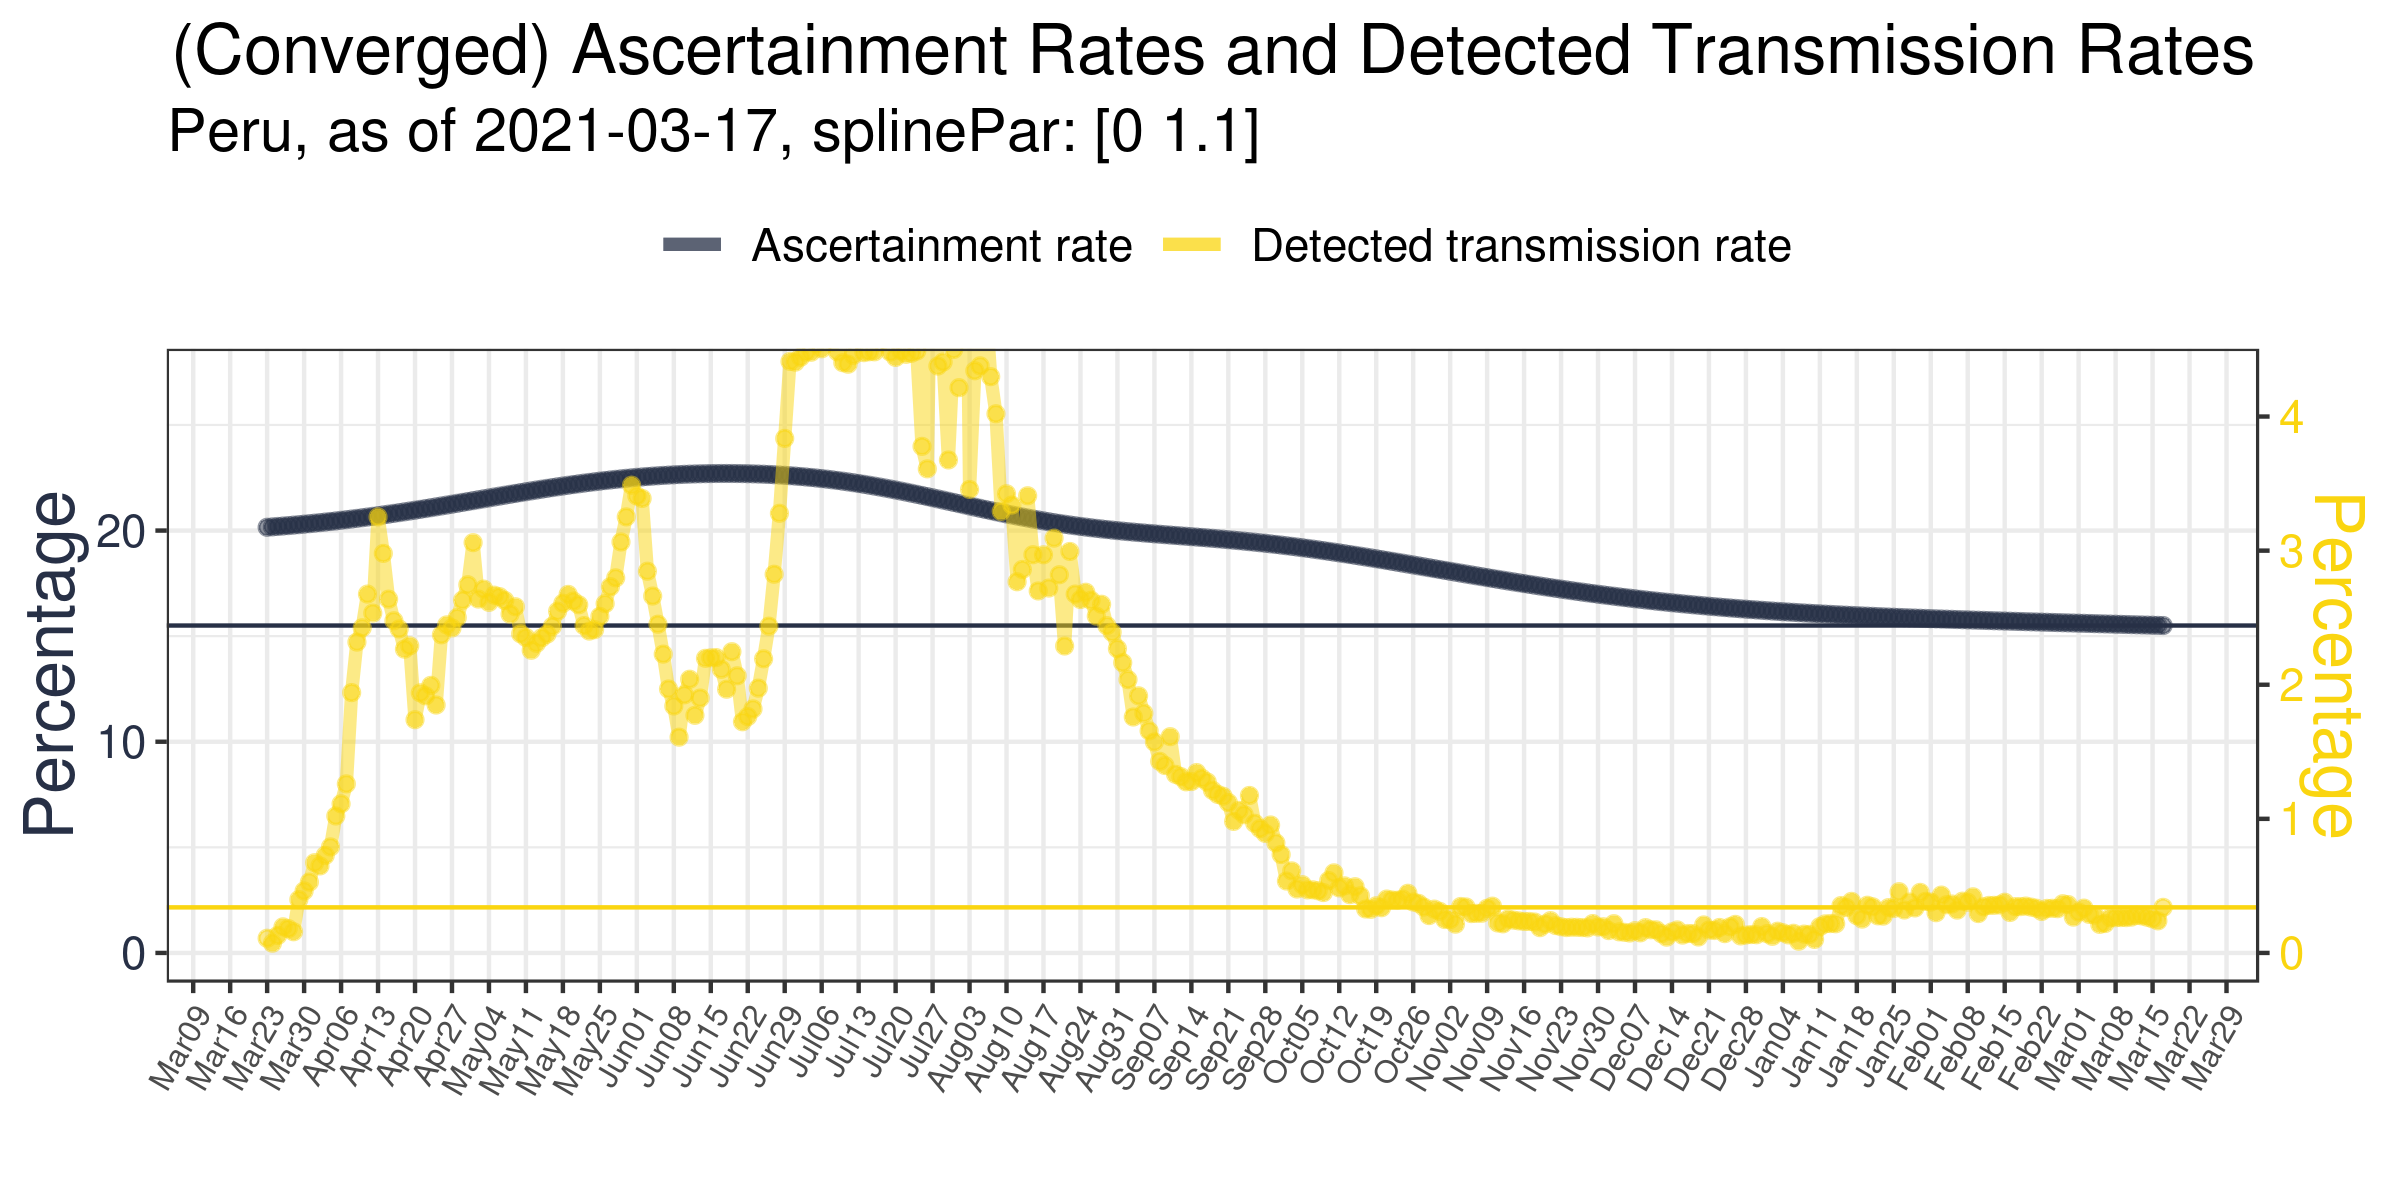 (Converged) Ascertainment Rates and Detected Transmission Rates
Peru, as of 2021-03-17, splinePar: [0 1.1]
Ascertainment rate
Detected transmission rate
Percentage
20
10
0
4
3
2
1
0
Percentage
Mar09
Mar16
Mar23
Mar30
Apr06
Apr13
Apr20
Apr27
May04
May11
May18
May25
Jun01
Jun08
Jun15
Jun22
Jun29
Jul06
Jul13
Jul20
Jul27
Aug03
Aug10
Aug17
Aug24
Aug31
Sep07
Sep14
Sep21
Sep28
Oct05
Oct12
Oct19
Oct26
Nov02
Nov09
Nov16
Nov23
Nov30
Dec07
Dec14
Dec21
Dec28
Jan04
Jan11
Jan18
Jan25
Feb01
Feb08
Feb15
Feb22
Mar01
Mar08
Mar15
Mar22
Mar29